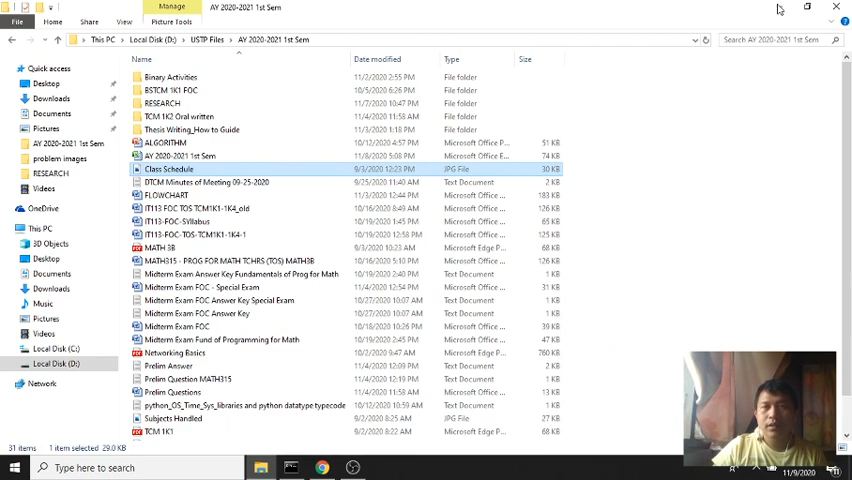 Manage
AY 2020-2021 1st Sem
File Home Share View Picture Tools
This PC > Local Disk (D:) > USTP Files > AY 2020-2021 1st Sem
Search AY 2020-2021 1st Sem
Name Date modified Type Size
Quick access
Desktop
Downloads
Documents
Pictures
AY 2020-2021 1st Sem
problem images
RESEARCH
Videos
OneDrive
This PC
3D Objects
Desktop
Documents
Downloads
Music
Pictures
Videos
Local Disk (C:)
Local Disk (D:)
Network
Binary Activities 11/2/2020 2:55 PM File folder
BSTCM 1K1 FOC 10/5/2020 6:26 PM File folder
RESEARCH 11/7/2020 10:47 PM File folder
TCM 1K2 Oral written 11/4/2020 11:58 AM File folder
Thesis Writing_How to Guide 11/3/2020 1:18 PM File folder
ALGORITHM 10/12/2020 4:57 PM Microsoft Office P... 51 KB
AY 2020-2021 1st Sem 11/8/2020 5:08 PM Microsoft Office E... 74 KB
Class Schedule 9/3/2020 12:23 PM JPG File 30 KB
DTCM Minutes of Meeting 09-25-2020 9/25/2020 11:40 AM Text Document 2 KB
FLOWCHART 11/3/2020 12:44 PM Microsoft Office ... 183 KB
IT113 FOC TOS TCM1K1-1K4_old 10/16/2020 8:49 AM Microsoft Office ... 126 KB
IT113-FOC-SYllabus 10/19/2020 1:45 PM Microsoft Office ... 65 KB
IT113-FOC-TOS-TCM1K1-1K4-1 10/19/2020 12:58 PM Microsoft Office ... 125 KB
MATH 3B 9/3/2020 10:23 AM Microsoft Edge P... 68 KB
MATH315 - PROG FOR MATH TCHRS (TOS) MATH3B 10/16/2020 5:10 PM Microsoft Office ... 126 KB
Midterm Exam Answer Key Fundamentals of Prog for Math 10/19/2020 2:40 PM Text Document 1 KB
Midterm Exam FOC - Special Exam 11/4/2020 12:54 PM Microsoft Office ... 31 KB
Midterm Exam FOC Answer Key Special Exam 10/27/2020 10:07 AM Text Document 1 KB
Midterm Exam FOC Answer Key 10/27/2020 10:07 AM Text Document 1 KB
Midterm Exam FOC 10/18/2020 10:26 PM Microsoft Office ... 39 KB
Midterm Exam Fund of Programming for Math 10/19/2020 2:45 PM Microsoft Office ... 47 KB
Networking Basics 10/2/2020 9:47 AM Microsoft Edge P... 760 KB
Prelim Answer 11/4/2020 12:09 PM Text Document 1 KB
Prelim Question MATH315 11/4/2020 12:19 PM Text Document 1 KB
Prelim Questions 11/4/2020 11:58 AM Microsoft Office ... 13 KB
python_OS_Time_Sys_libraries and python datatype typecode 10/12/2020 10:59 AM Text Document 1 KB
Subjects Handled 9/2/2020 8:25 AM JPG File 27 KB
TCM 1K1 9/2/2020 8:22 AM Microsoft Edge P... 68 KB
31 items 1 item selected 29.0 KB
Type here to search
11/9/2020